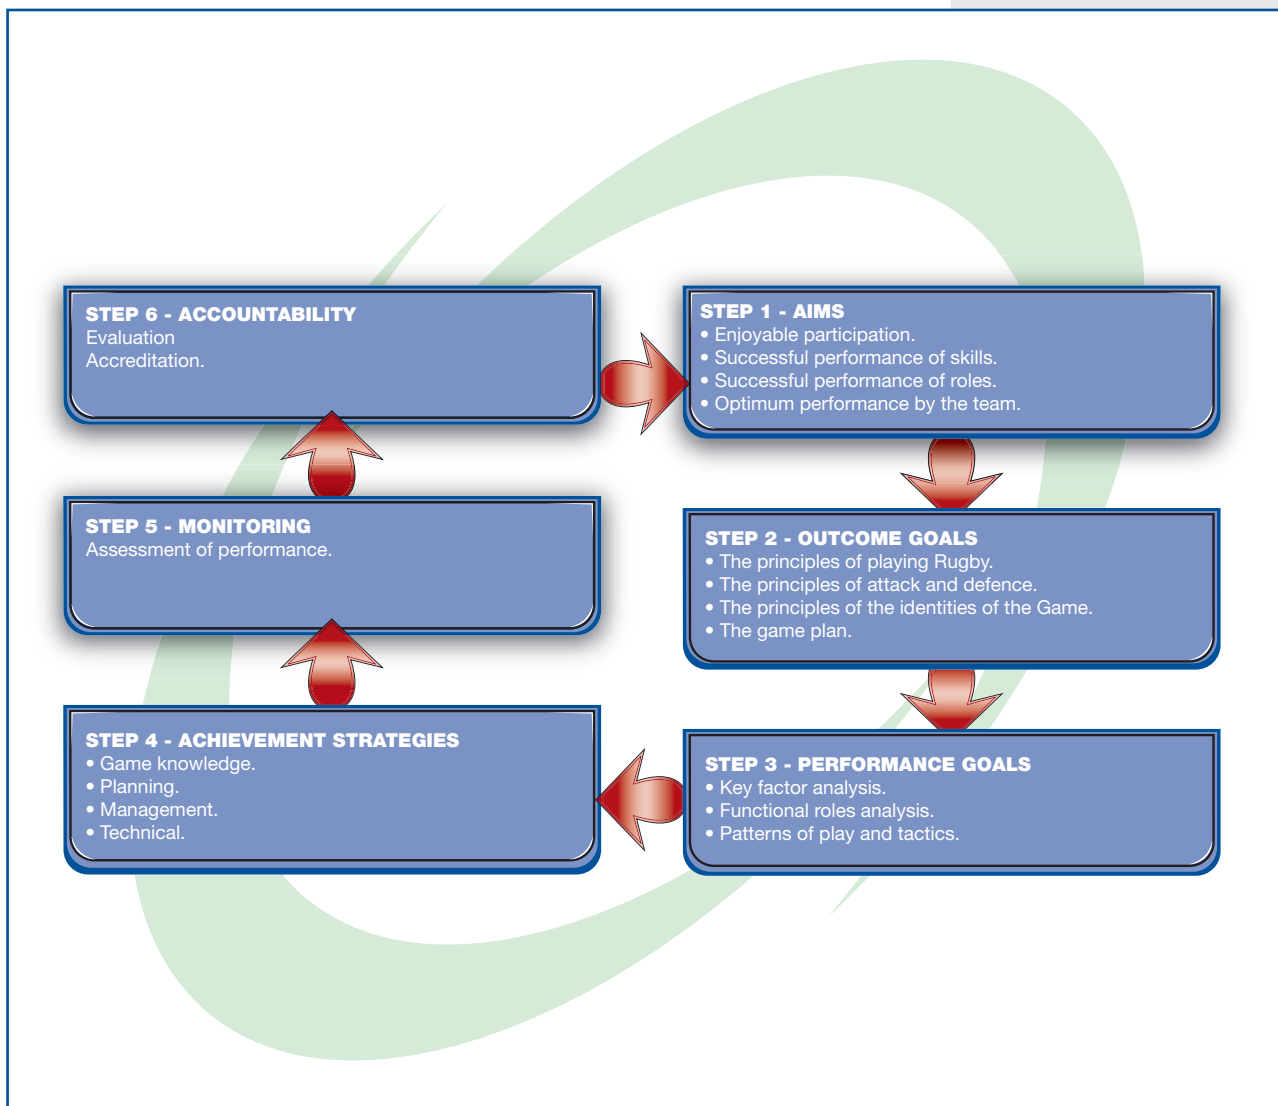 STEP 6 - ACCOUNTABILITY
Evaluation
Accreditation.
STEP 1 - AIMS
• Enjoyable participation.
• Successful performance of skills.
• Successful performance of roles.
• Optimum performance by the team.
STEP 5 - MONITORING
Assessment of performance.
STEP 2 - OUTCOME GOALS
• The principles of playing Rugby.
• The principles of attack and defence.
• The principles of the identities of the Game.
• The game plan.
STEP 4 - ACHIEVEMENT STRATEGIES
• Game knowledge.
• Planning.
• Management.
• Technical.
STEP 3 - PERFORMANCE GOALS
• Key factor analysis.
• Functional roles analysis.
• Patterns of play and tactics.